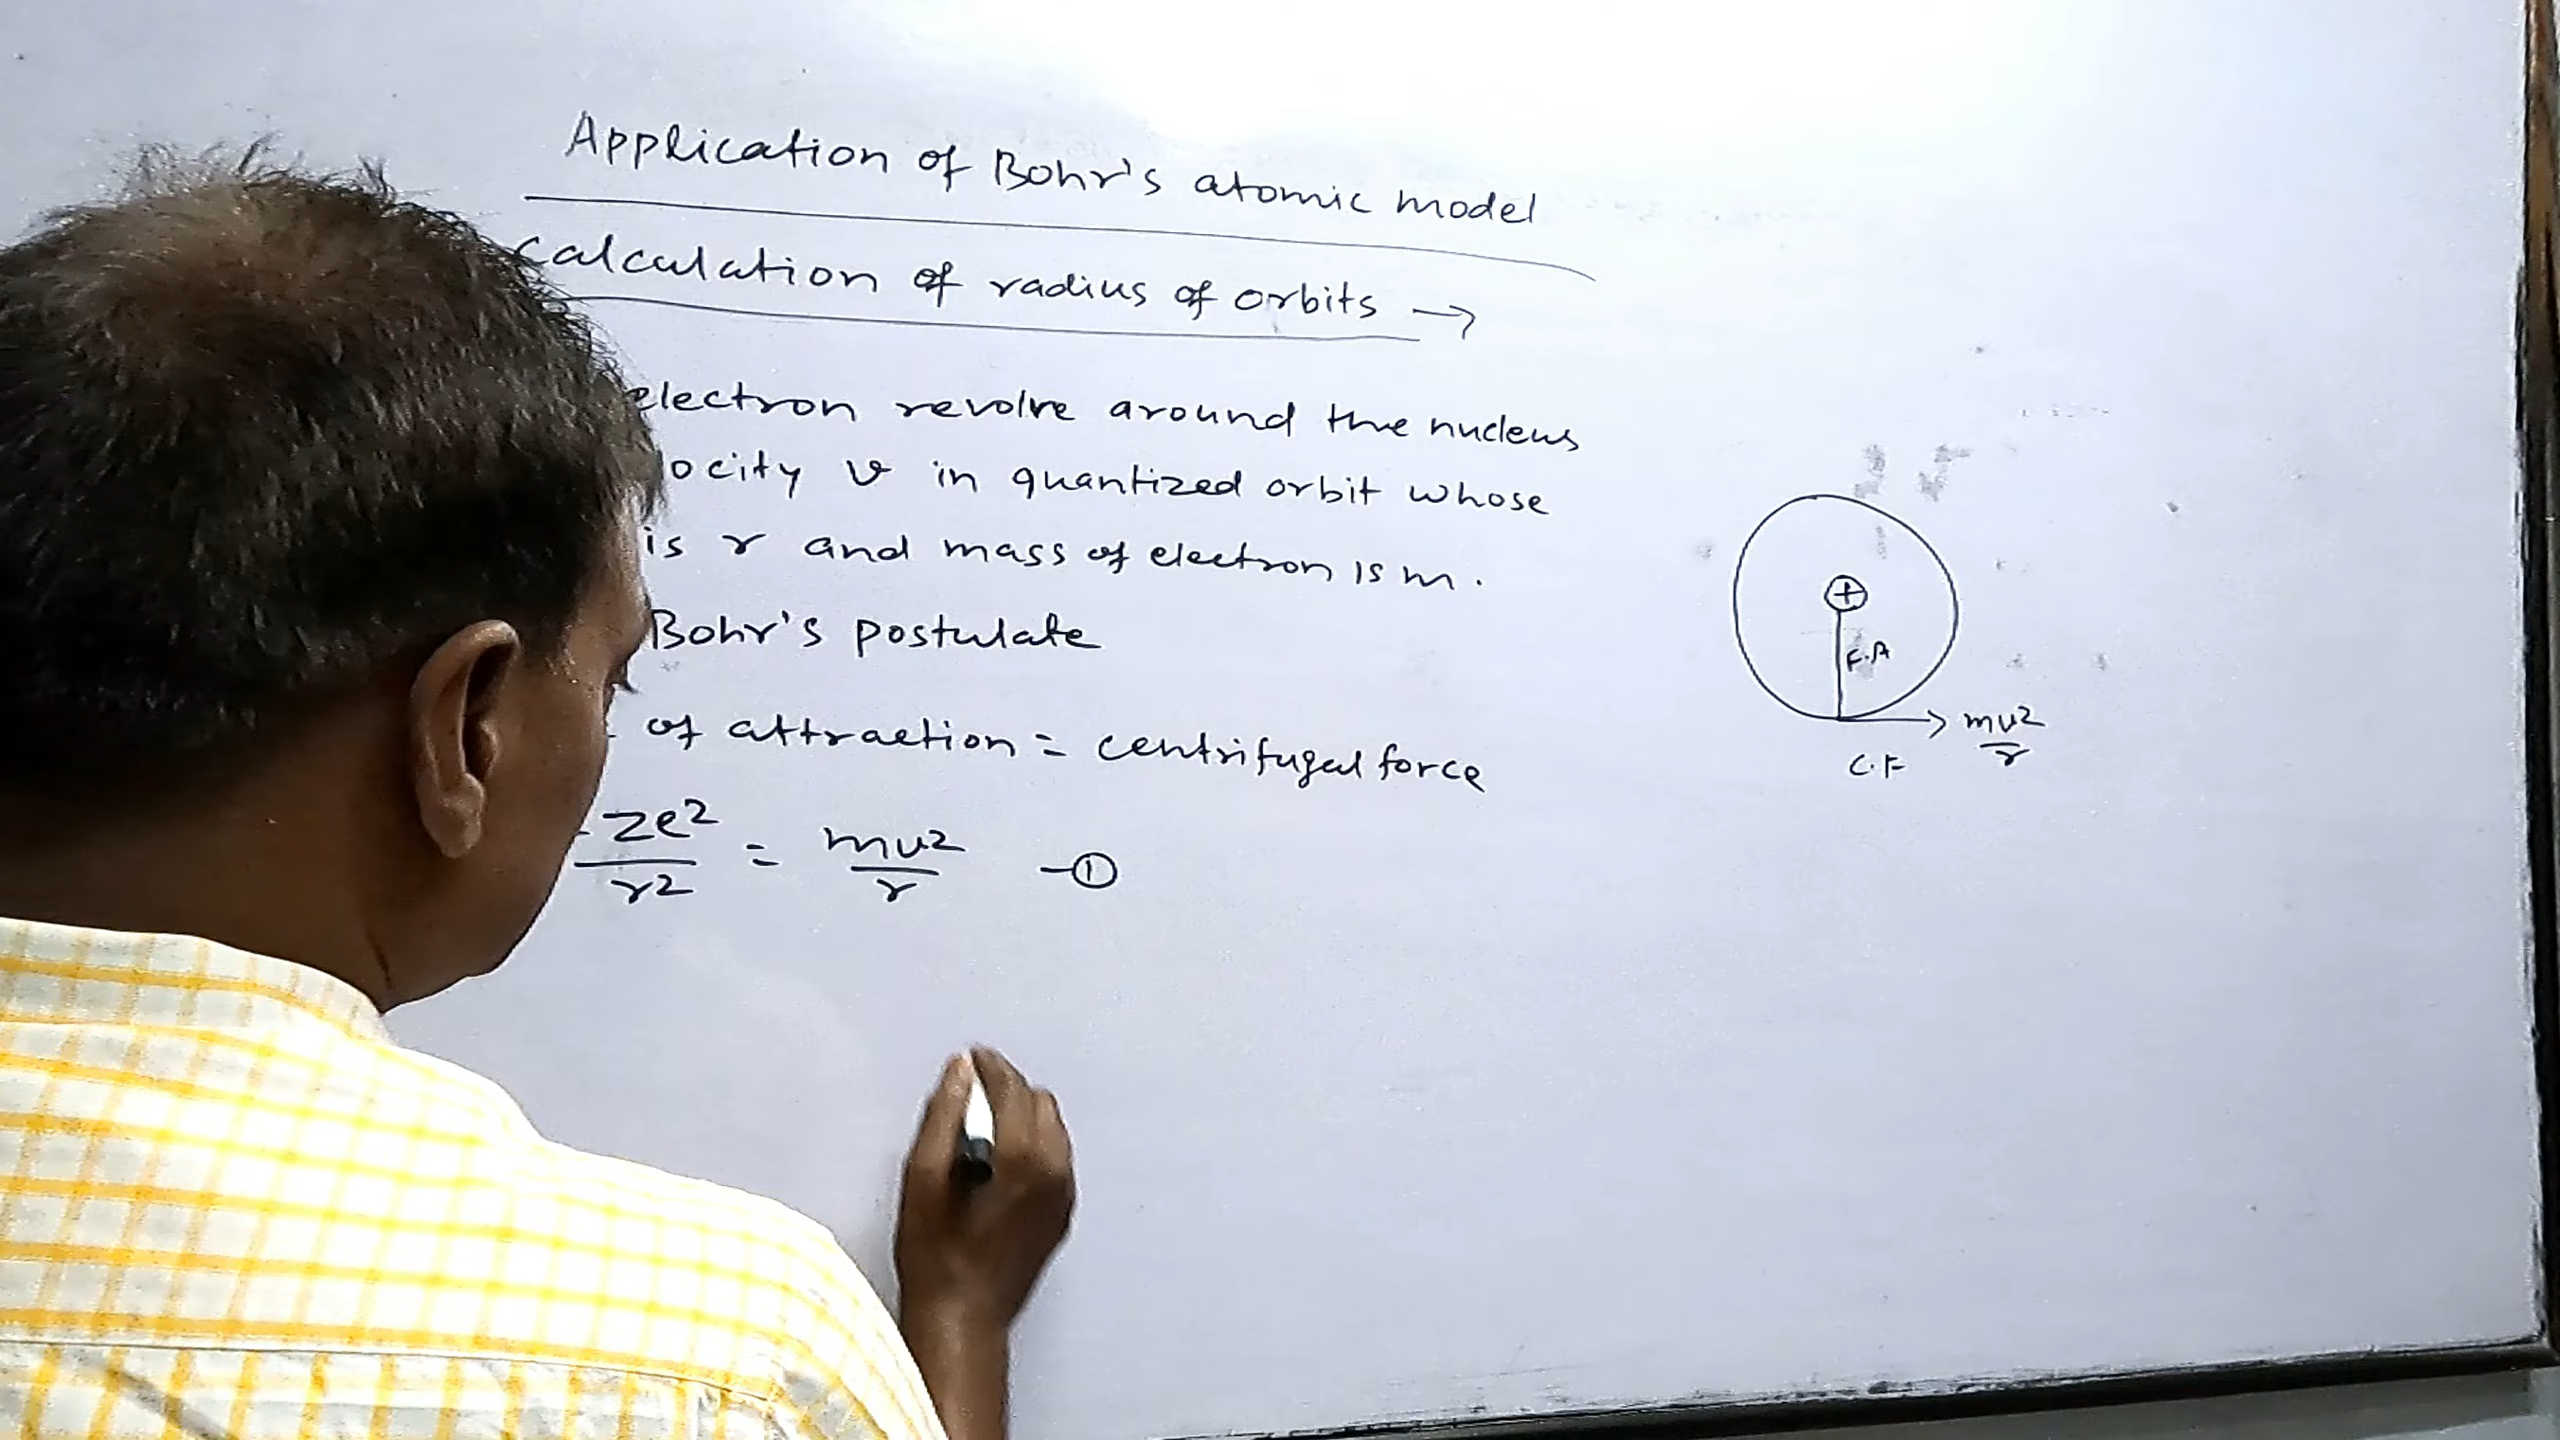 Application of Bohr's atomic model
calculation of radius of orbits →
electron revolve around the nucleus
ocity v in quantized orbit whose
is r and mass of electron is m.
Bohr's postulate
of attraction = centrifugal force
Ze² / r² = mv² / r —①
+
F.A
mv² / r
C.F